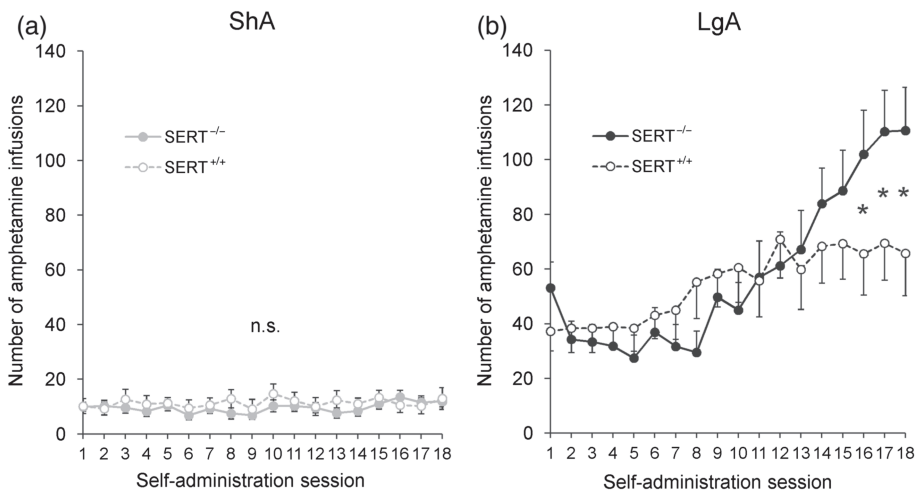 (a)
ShA
Number of amphetamine infusions
140
120
100
80
60
40
20
0
SERT−/−
SERT+/+
n.s.
1 2 3 4 5 6 7 8 9 10 11 12 13 14 15 16 17 18
Self-administration session
(b)
LgA
Number of amphetamine infusions
140
120
100
80
60
40
20
0
SERT−/−
SERT+/+
* * *
1 2 3 4 5 6 7 8 9 10 11 12 13 14 15 16 17 18
Self-administration session